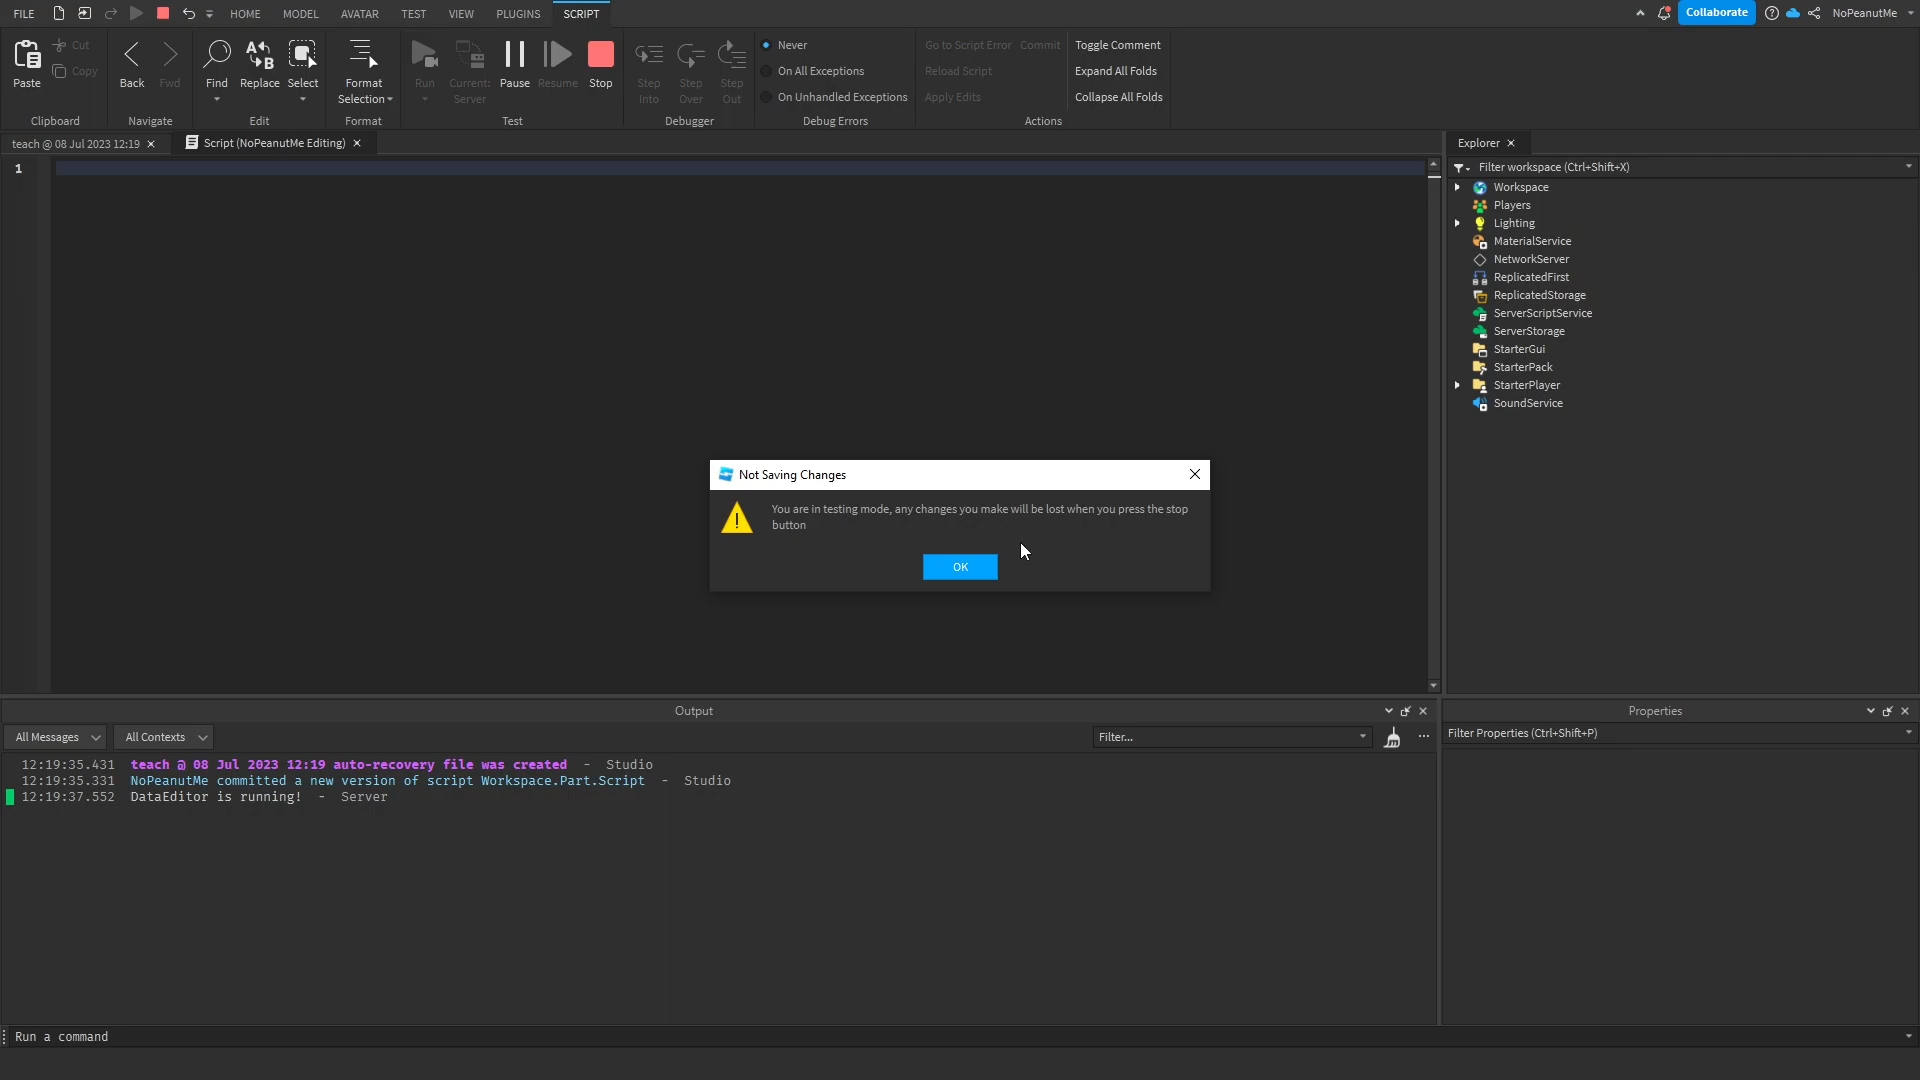 FILE HOME MODEL AVATAR TEST VIEW PLUGINS SCRIPT Collaborate NoPeanutMe
Paste
Cut
Copy
Clipboard
Back
Fwd
Navigate
Find
Replace
Select
Edit
Format
Selection
Format
Run
Current:
Server
Pause
Resume
Stop
Test
Step
Into
Step
Over
Step
Out
Debugger
Never
On All Exceptions
On Unhandled Exceptions
Debug Errors
Go to Script Error Commit
Reload Script
Apply Edits
Toggle Comment
Expand All Folds
Collapse All Folds
Actions
teach @ 08 Jul 2023 12:19
Script (NoPeanutMe Editing)
1
Explorer
Filter workspace (Ctrl+Shift+X)
Workspace
Players
Lighting
MaterialService
NetworkServer
ReplicatedFirst
ReplicatedStorage
ServerScriptService
ServerStorage
StarterGui
StarterPack
StarterPlayer
SoundService
Not Saving Changes
You are in testing mode, any changes you make will be lost when you press the stop
button
OK
Output
All Messages
All Contexts
Filter...
12:19:35.431 teach @ 08 Jul 2023 12:19 auto-recovery file was created - Studio
12:19:35.331 NoPeanutMe committed a new version of script Workspace.Part.Script - Studio
12:19:37.552 DataEditor is running! - Server
Properties
Filter Properties (Ctrl+Shift+P)
Run a command